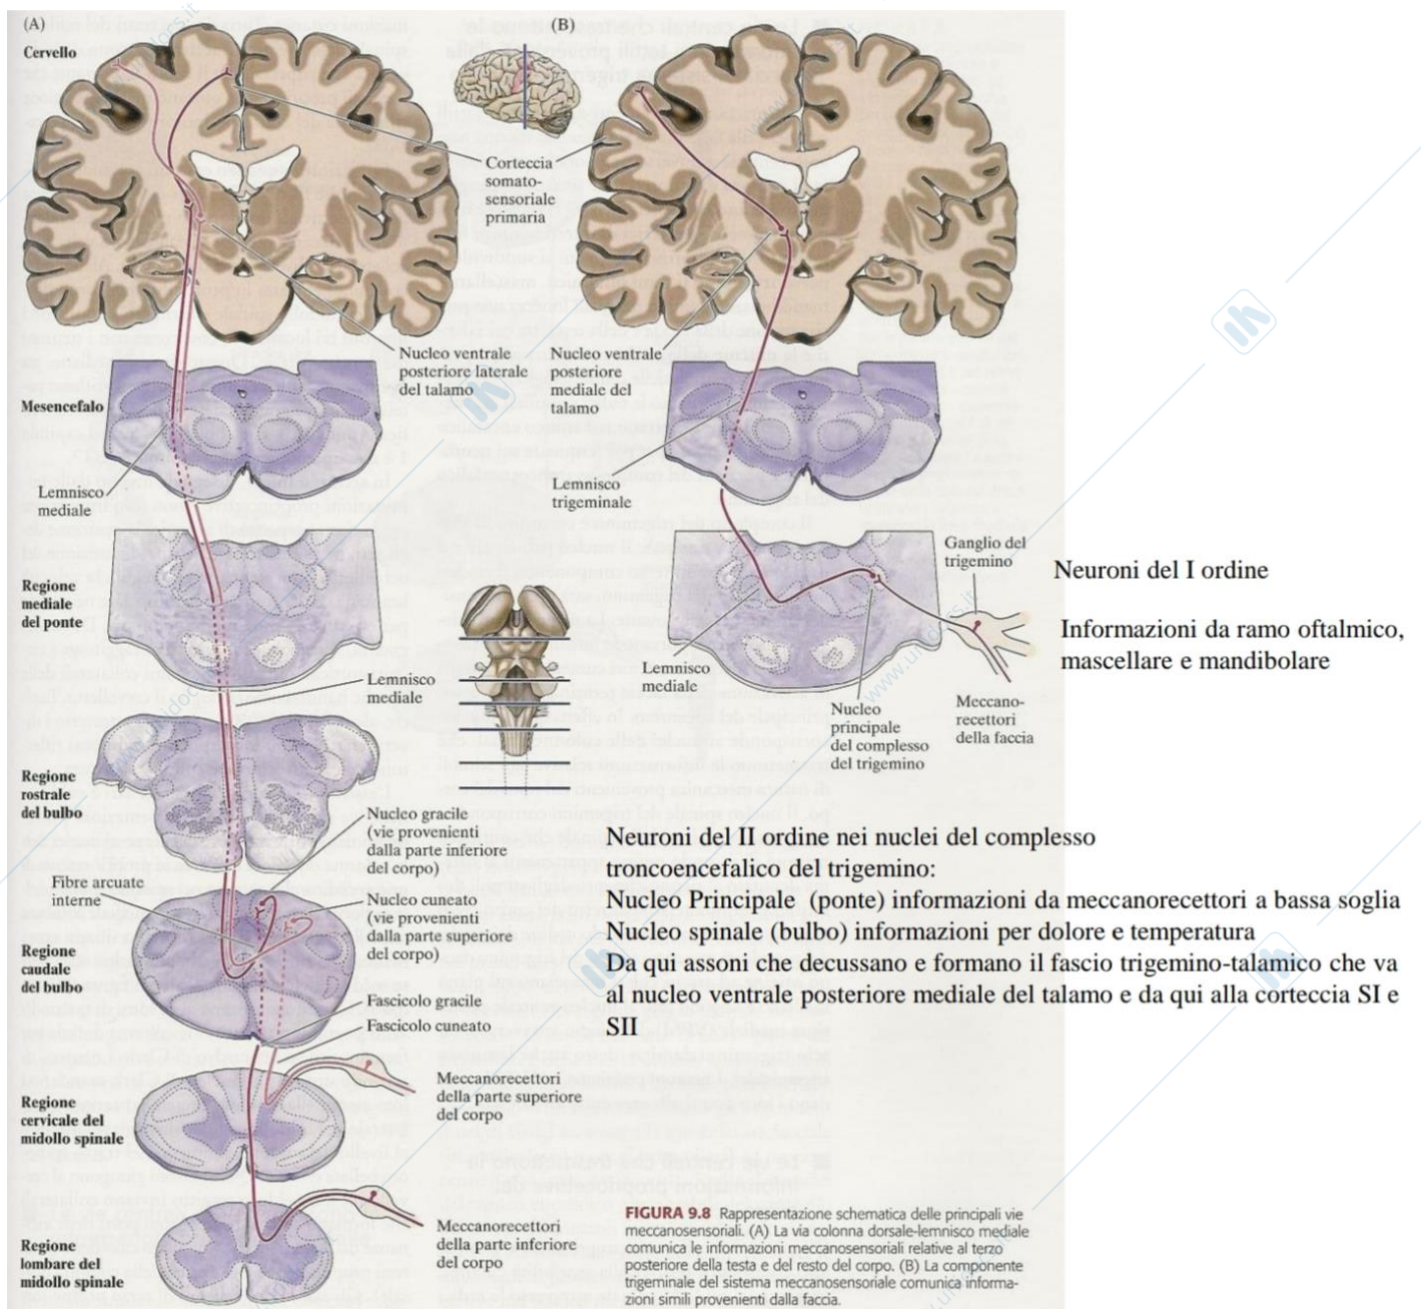 (A)
Cervello
(B)
Corteccia
somato-
sensoriale
primaria
Nucleo ventrale
posteriore laterale
del talamo
Nucleo ventrale
posteriore
mediale del
talamo
Mesencefalo
Lemnisco
mediale
Lemnisco
trigeminale
Regione
mediale
del ponte
Ganglio del
trigemino
Neuroni del I ordine
Informazioni da ramo oftalmico,
mascellare e mandibolare
Lemnisco
mediale
Lemnisco
mediale
Nucleo
principale
del complesso
del trigemino
Meccano-
recettori
della faccia
Regione
rostrale
del bulbo
Nucleo gracile
(vie provenienti
dalla parte inferiore
del corpo)
Fibre arcuate
interne
Nucleo cuneato
(vie provenienti
dalla parte superiore
del corpo)
Regione
caudale
del bulbo
Fascicolo gracile
Fascicolo cuneato
Neuroni del II ordine nei nuclei del complesso
troncoencefalico del trigemino:
Nucleo Principale (ponte) informazioni da meccanorecettori a bassa soglia
Nucleo spinale (bulbo) informazioni per dolore e temperatura
Da qui assoni che decussano e formano il fascio trigemino-talamico che va
al nucleo ventrale posteriore mediale del talamo e da qui alla corteccia SI e
SII
Regione
cervicale del
midollo spinale
Meccanorecettori
della parte superiore
del corpo
Regione
lombare del
midollo spinale
Meccanorecettori
della parte inferiore
del corpo
FIGURA 9.8 Rappresentazione schematica delle principali vie
meccanosensoriali. (A) La via colonna dorsale-lemnisco mediale
comunica le informazioni meccanosensoriali relative al terzo
posteriore della testa e del resto del corpo. (B) La componente
trigeminale del sistema meccanosensoriale comunica informa-
zioni simili provenienti dalla faccia.